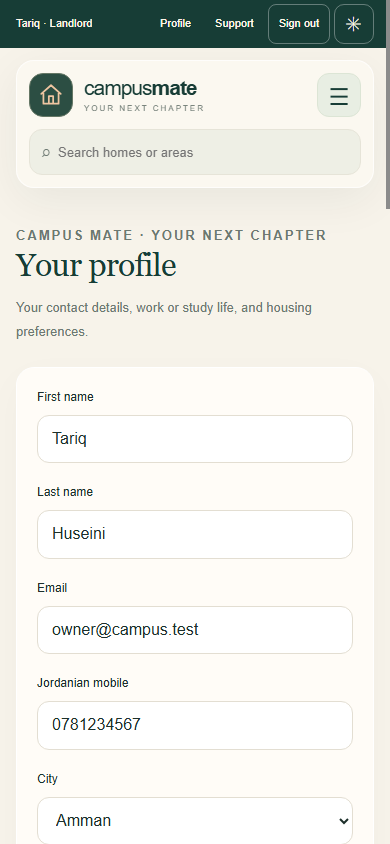 Tariq · Landlord Profile Support Sign out
campusmate
YOUR NEXT CHAPTER
Search homes or areas
CAMPUS MATE · YOUR NEXT CHAPTER
Your profile
Your contact details, work or study life, and housing
preferences.
First name
Tariq
Last name
Huseini
Email
owner@campus.test
Jordanian mobile
0781234567
City
Amman